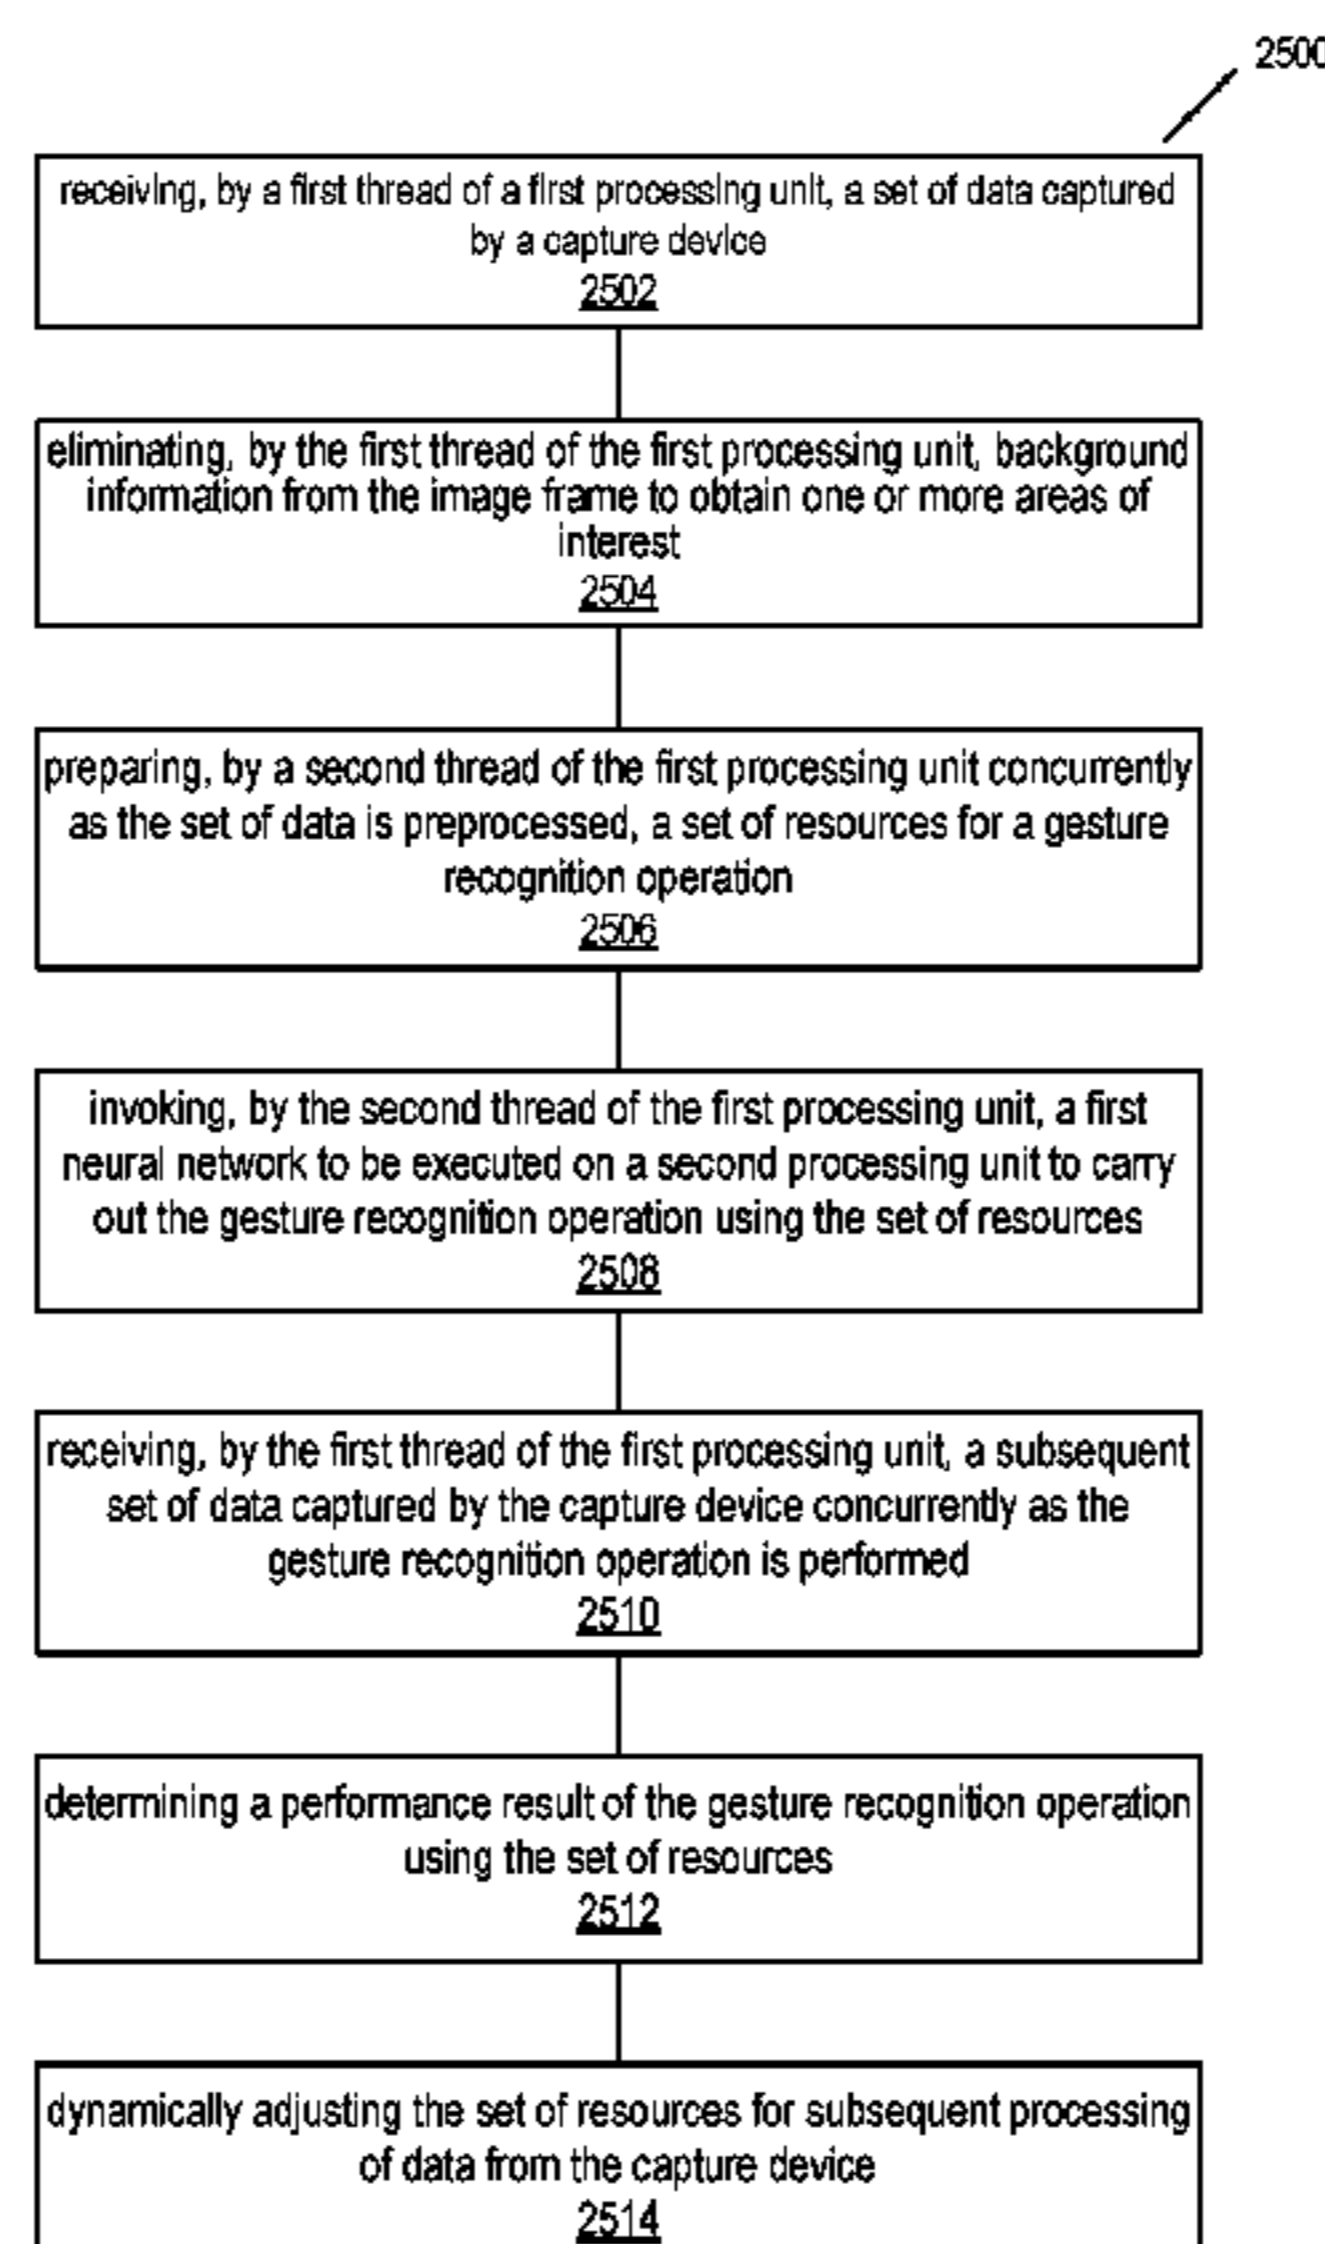 2500
receiving, by a first thread of a first processing unit, a set of data captured
by a capture device
2502
eliminating, by the first thread of the first processing unit, background
information from the image frame to obtain one or more areas of
interest
2504
preparing, by a second thread of the first processing unit concurrently
as the set of data is preprocessed, a set of resources for a gesture
recognition operation
2506
invoking, by the second thread of the first processing unit, a first
neural network to be executed on a second processing unit to carry
out the gesture recognition operation using the set of resources
2508
receiving, by the first thread of the first processing unit, a subsequent
set of data captured by the capture device concurrently as the
gesture recognition operation is performed
2510
determining a performance result of the gesture recognition operation
using the set of resources
2512
dynamically adjusting the set of resources for subsequent processing
of data from the capture device
2514